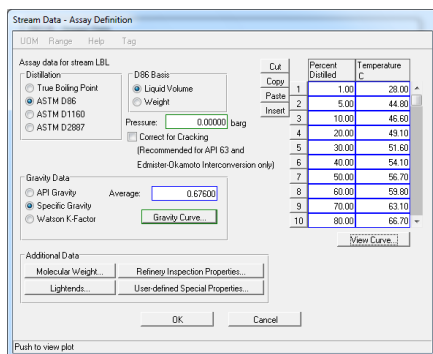 Stream Data - Assay Definition
UOM Range Help Tag
Assay data for stream LBL
Distillation
True Boiling Point
ASTM D86
ASTM D1160
ASTM D2887
D86 Basis
Liquid Volume
Weight
Pressure: 0.00000 barg
Correct for Cracking
(Recommended for API 63 and
Edmister-Okamoto Interconversion only)
Cut
Copy
Paste
Insert
Percent Distilled Temperature C
1 1.00 28.00
2 5.00 44.80
3 10.00 46.60
4 20.00 49.10
5 30.00 51.60
6 40.00 54.10
7 50.00 56.70
8 60.00 59.80
9 70.00 63.10
10 80.00 66.70
View Curve...
Gravity Data
API Gravity
Specific Gravity
Watson K-Factor
Average: 0.67600
Gravity Curve...
Additional Data
Molecular Weight... Refinery Inspection Properties...
Lightends... User-defined Special Properties...
OK Cancel
Push to view plot